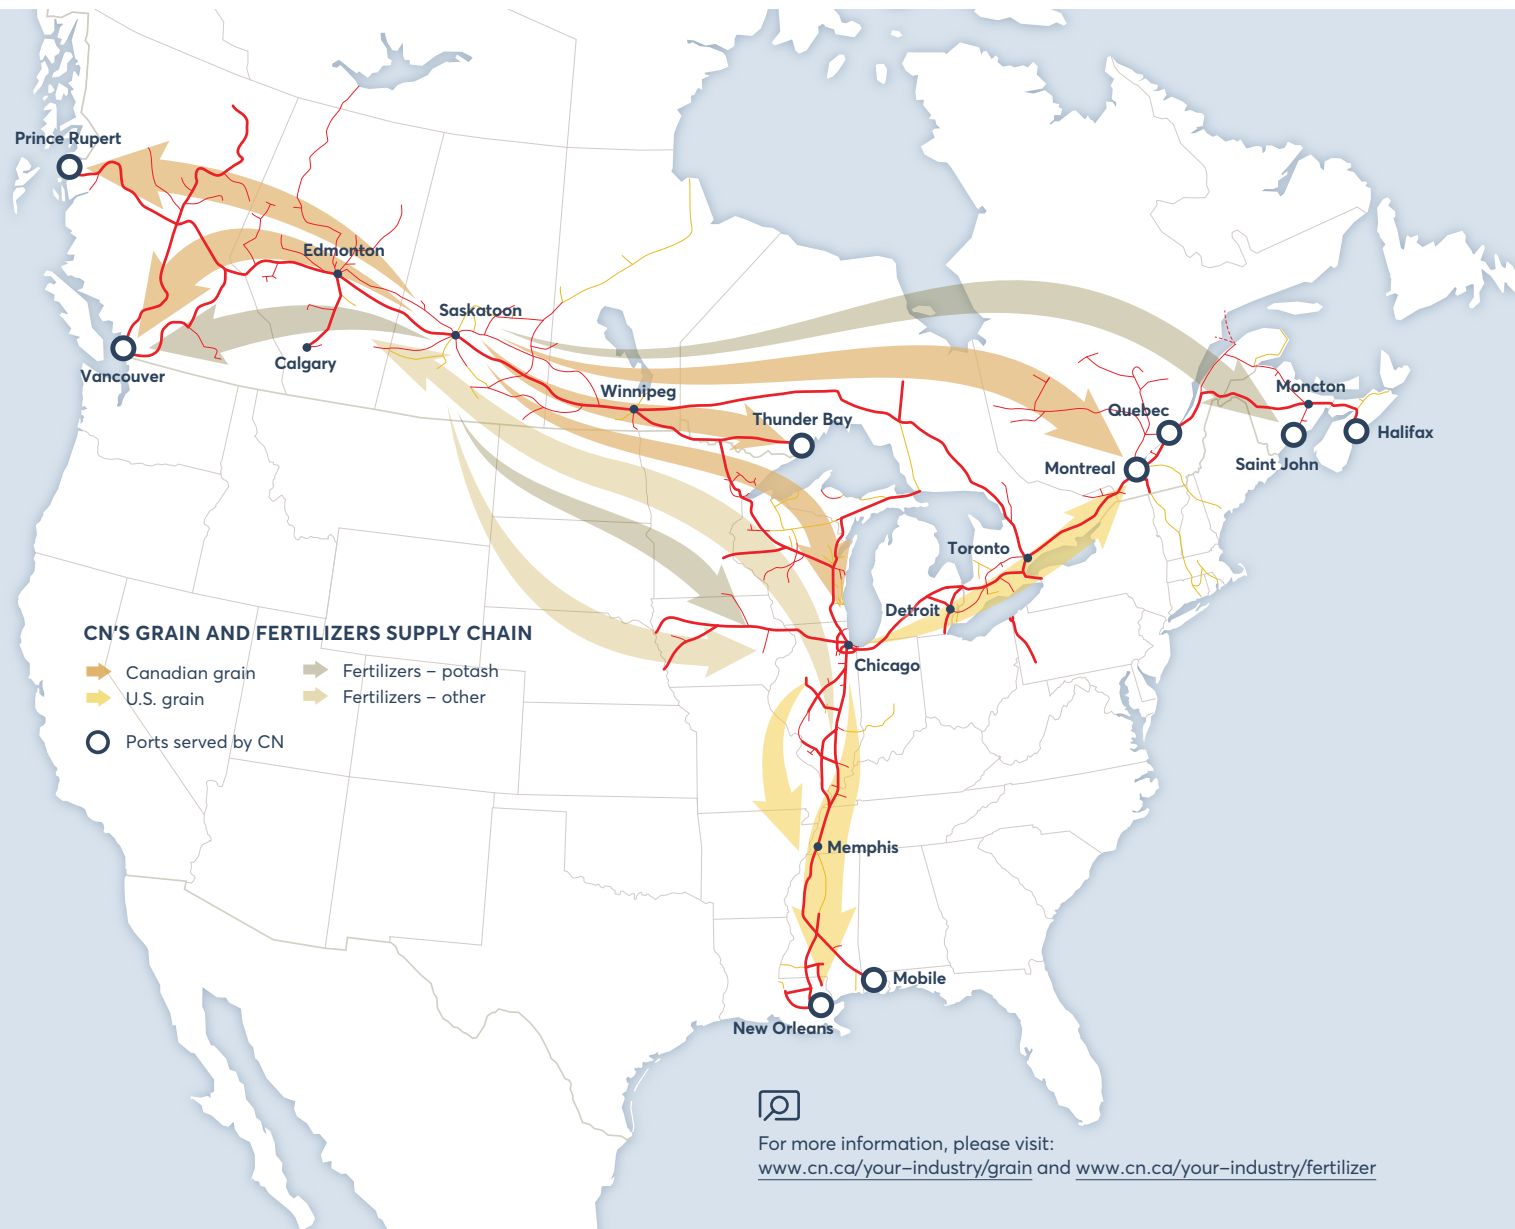 Prince Rupert
Edmonton
Saskatoon
Calgary
Vancouver
Winnipeg
Thunder Bay
Moncton
Quebec
Halifax
Saint John
Montreal
Toronto
Detroit
Chicago
CN'S GRAIN AND FERTILIZERS SUPPLY CHAIN
Canadian grain
U.S. grain
Fertilizers – potash
Fertilizers – other
Ports served by CN
Memphis
Mobile
New Orleans
For more information, please visit:
www.cn.ca/your–industry/grain and www.cn.ca/your–industry/fertilizer